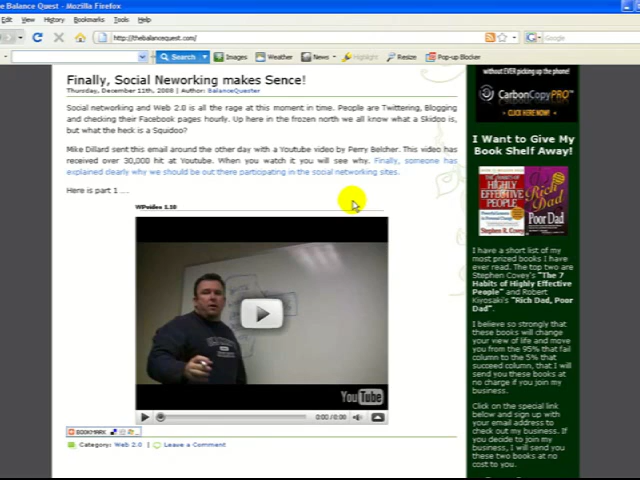 he Balance Quest - Mozilla Firefox
Edit View History Bookmarks Tools Help
http://thebalancequest.com/
Google
Search Images Weather News Highlight Resize Pop-up Blocker
Finally, Social Neworking makes Sence!
Thursday, December 11th, 2008 | Author: BalanceQuester
Social networking and Web 2.0 is all the rage at this moment in time. People are Twittering, Blogging
and checking their Facebook pages hourly. Up here in the frozen north we all know what a Skidoo is,
but what the heck is a Squidoo?
Mike Dillard sent this email around the other day with a Youtube video by Perry Belcher. This video has
received over 30,000 hit at Youtube. When you watch it you will see why. Finally, someone has
explained clearly why we should be out there participating in the social networking sites.
Here is part 1 ....
WPvideo 1.10
YouTube
0:00 / 0:00
BOOKMARK
Category: Web 2.0 | Leave a Comment
without EVER picking up the phone!
CarbonCopyPRO
CLICK HERE NOW!
I Want to Give My
Book Shelf Away!
THE 7 HABITS OF HIGHLY EFFECTIVE PEOPLE
Stephen R. Covey
Rich Dad Poor Dad
I have a short list of my
most prized books I have
ever read. The top two are
Stephen Covey's "The 7
Habits of Highly Effective
People" and Robert
Kiyosaki's "Rich Dad, Poor
Dad".
I believe so strongly that
these books will change
your view of life and move
you from the 95% that fail
column to the 5% that
succeed column, that I will
send you these books at
no charge if you join my
business.
Click on the special link
below and sign up with
your email address to
check out my business. If
you decide to join my
business, I will send you
these two books at no
cost to you.